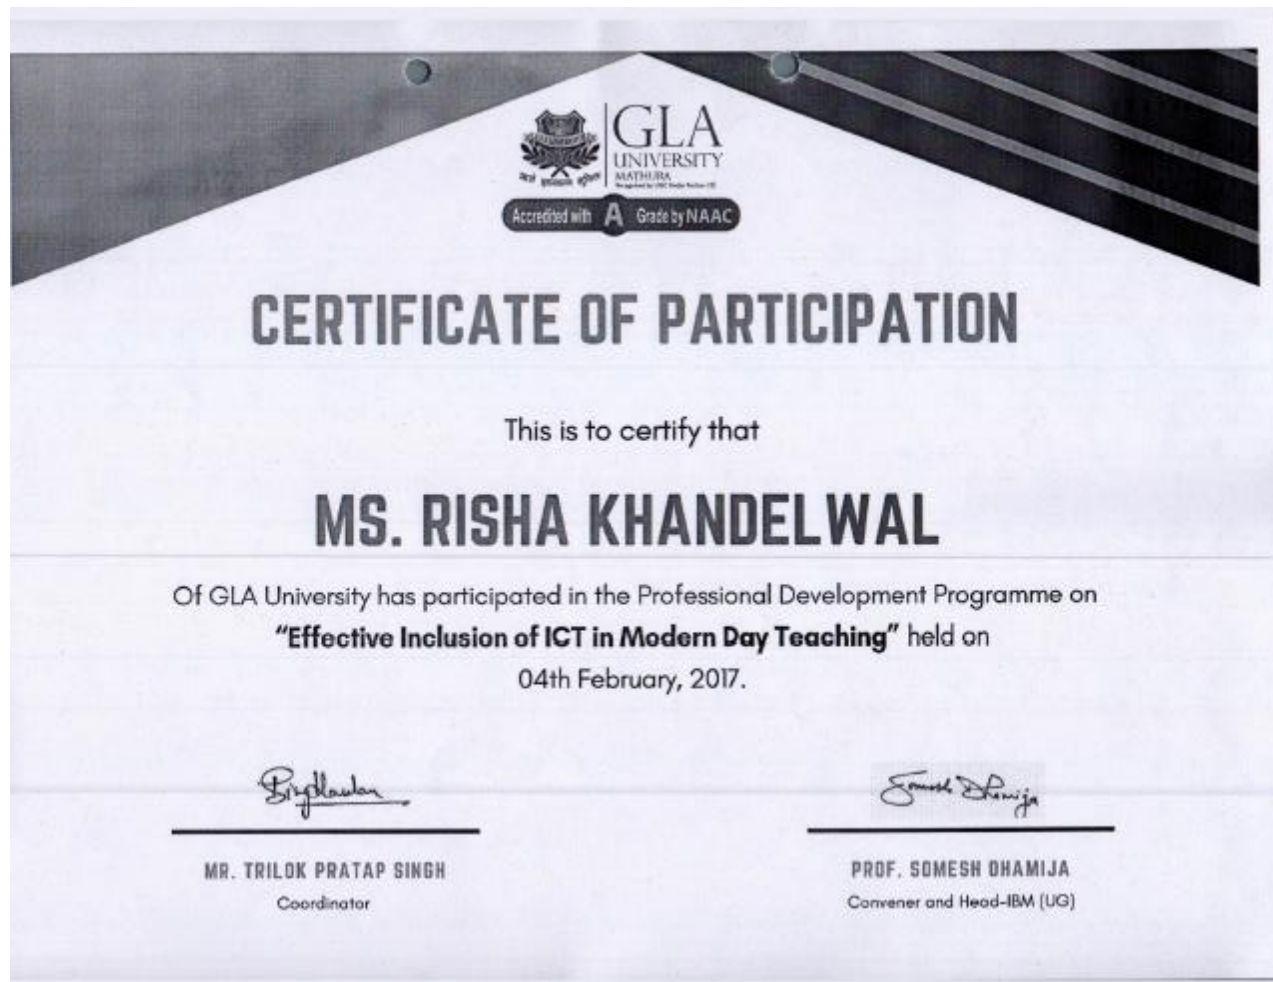 GLA
UNIVERSITY
MATHURA
Accredited with A Grade by NAAC
CERTIFICATE OF PARTICIPATION
This is to certify that
MS. RISHA KHANDELWAL
Of GLA University has participated in the Professional Development Programme on
“Effective Inclusion of ICT in Modern Day Teaching” held on
04th February, 2017.
Somesh Dhamija
MR. TRILOK PRATAP SINGH
Coordinator
PROF. SOMESH DHAMIJA
Convener and Head-IBM (UG)